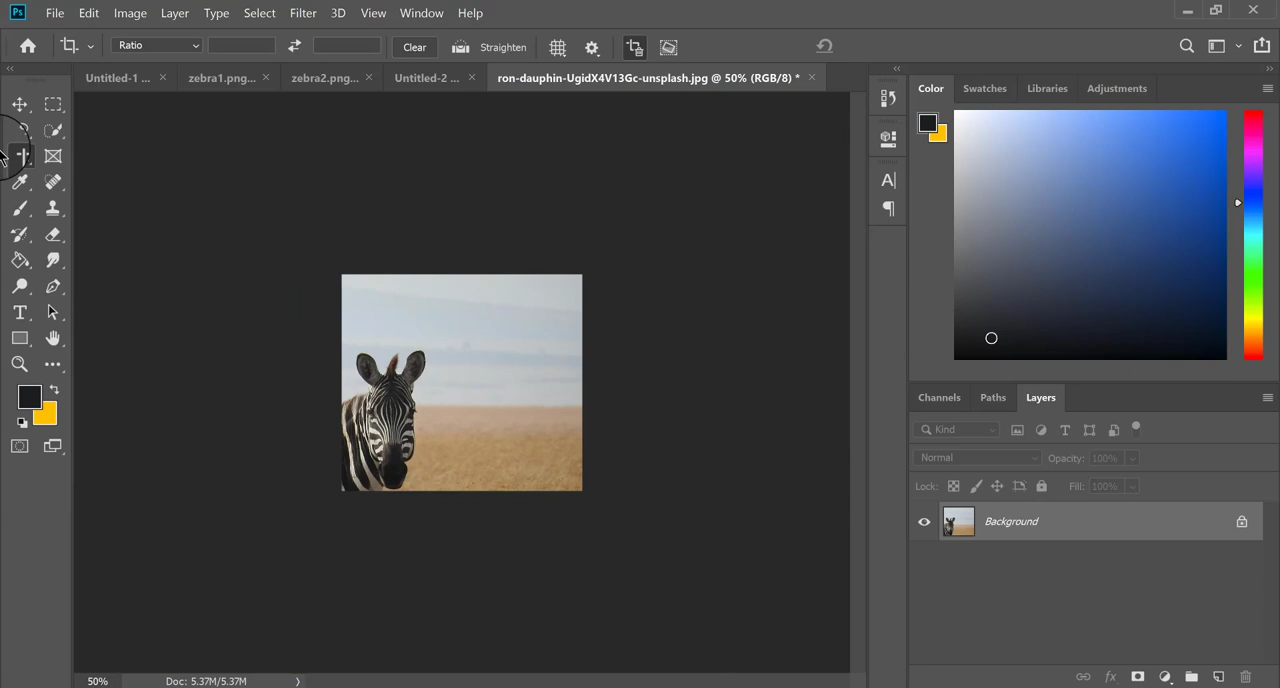 Ps File Edit Image Layer Type Select Filter 3D View Window Help
Ratio Clear Straighten
Untitled-1 ... × zebra1.png... × zebra2.png... × Untitled-2 ... × ron-dauphin-UgidX4V13Gc-unsplash.jpg @ 50% (RGB/8) * ×
Color Swatches Libraries Adjustments
A|
T
Channels Paths Layers
Kind
T
Normal Opacity: 100%
Lock: Fill: 100%
Background
fx
50% Doc: 5.37M/5.37M